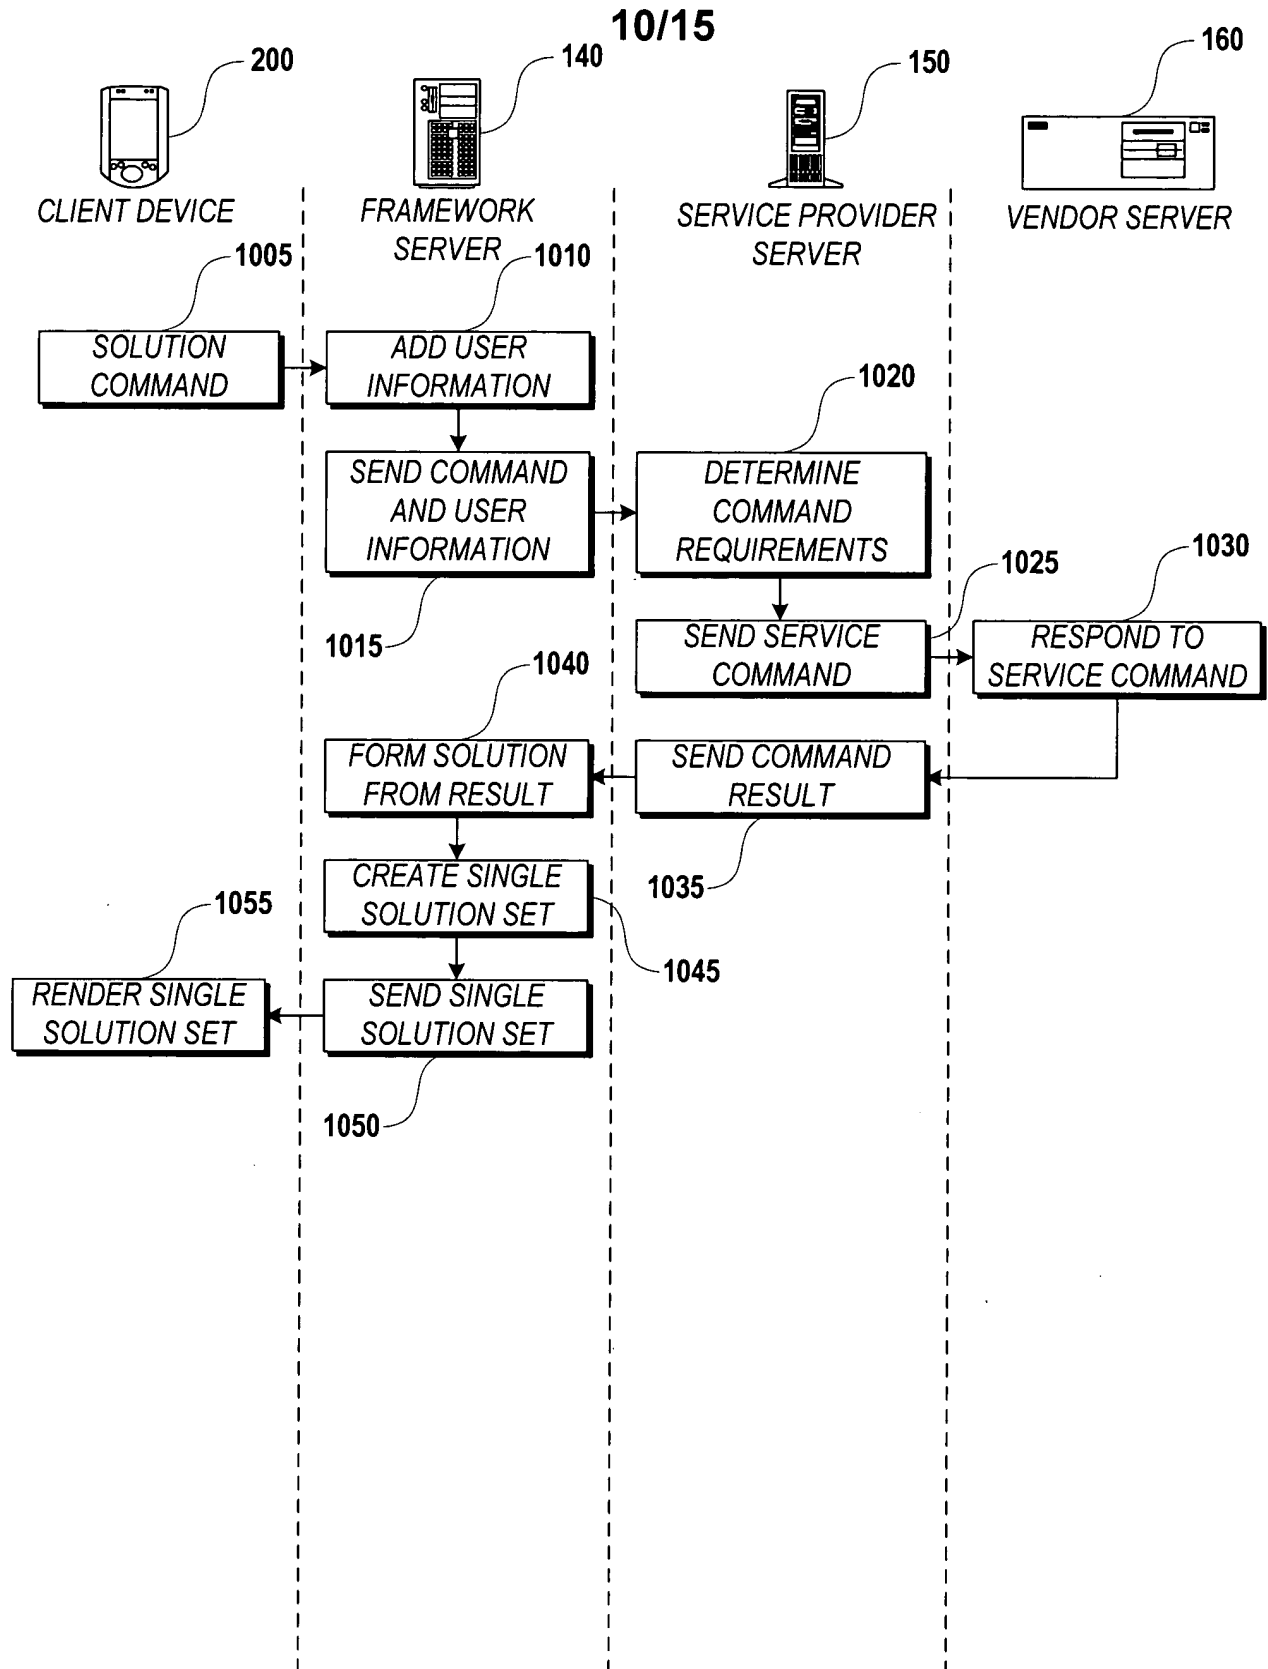 10/15
200
140
150
160
CLIENT DEVICE
FRAMEWORK
SERVER
SERVICE PROVIDER
SERVER
VENDOR SERVER
1005
1010
SOLUTION
COMMAND
ADD USER
INFORMATION
1020
SEND COMMAND
AND USER
INFORMATION
DETERMINE
COMMAND
REQUIREMENTS
1015
1025
1030
SEND SERVICE
COMMAND
RESPOND TO
SERVICE COMMAND
1040
FORM SOLUTION
FROM RESULT
SEND COMMAND
RESULT
1035
CREATE SINGLE
SOLUTION SET
1045
1055
RENDER SINGLE
SOLUTION SET
SEND SINGLE
SOLUTION SET
1050